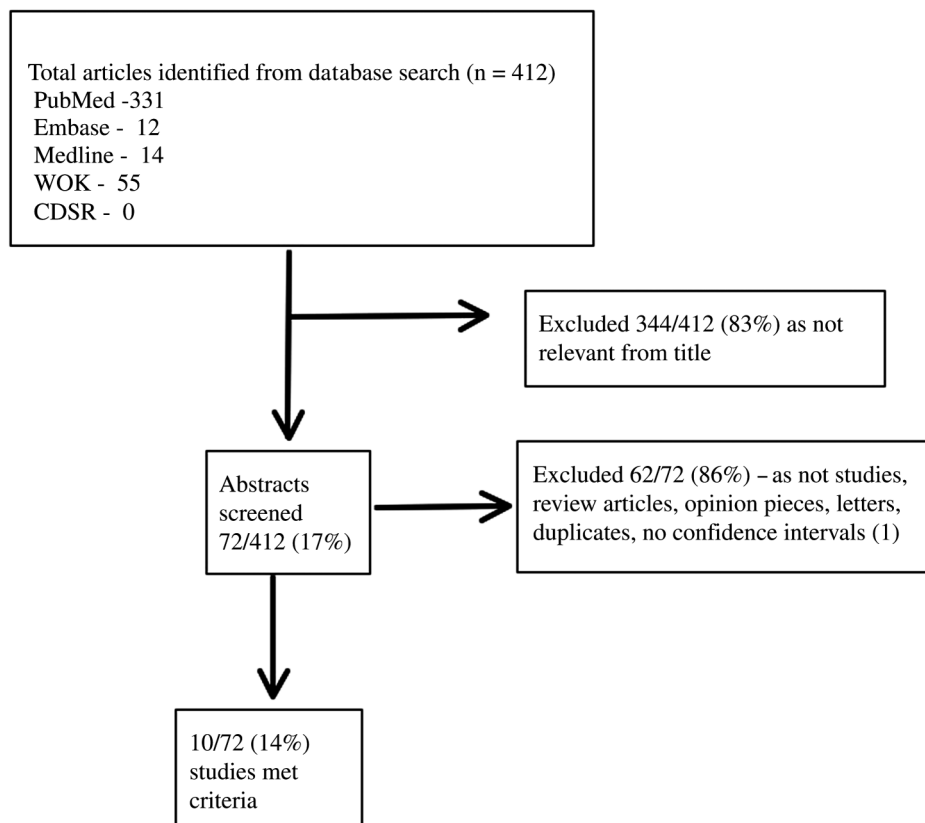 Total articles identified from database search (n = 412)
PubMed -331
Embase - 12
Medline - 14
WOK - 55
CDSR - 0
Excluded 344/412 (83%) as not
relevant from title
Abstracts
screened
72/412 (17%)
Excluded 62/72 (86%) – as not studies,
review articles, opinion pieces, letters,
duplicates, no confidence intervals (1)
10/72 (14%)
studies met
criteria